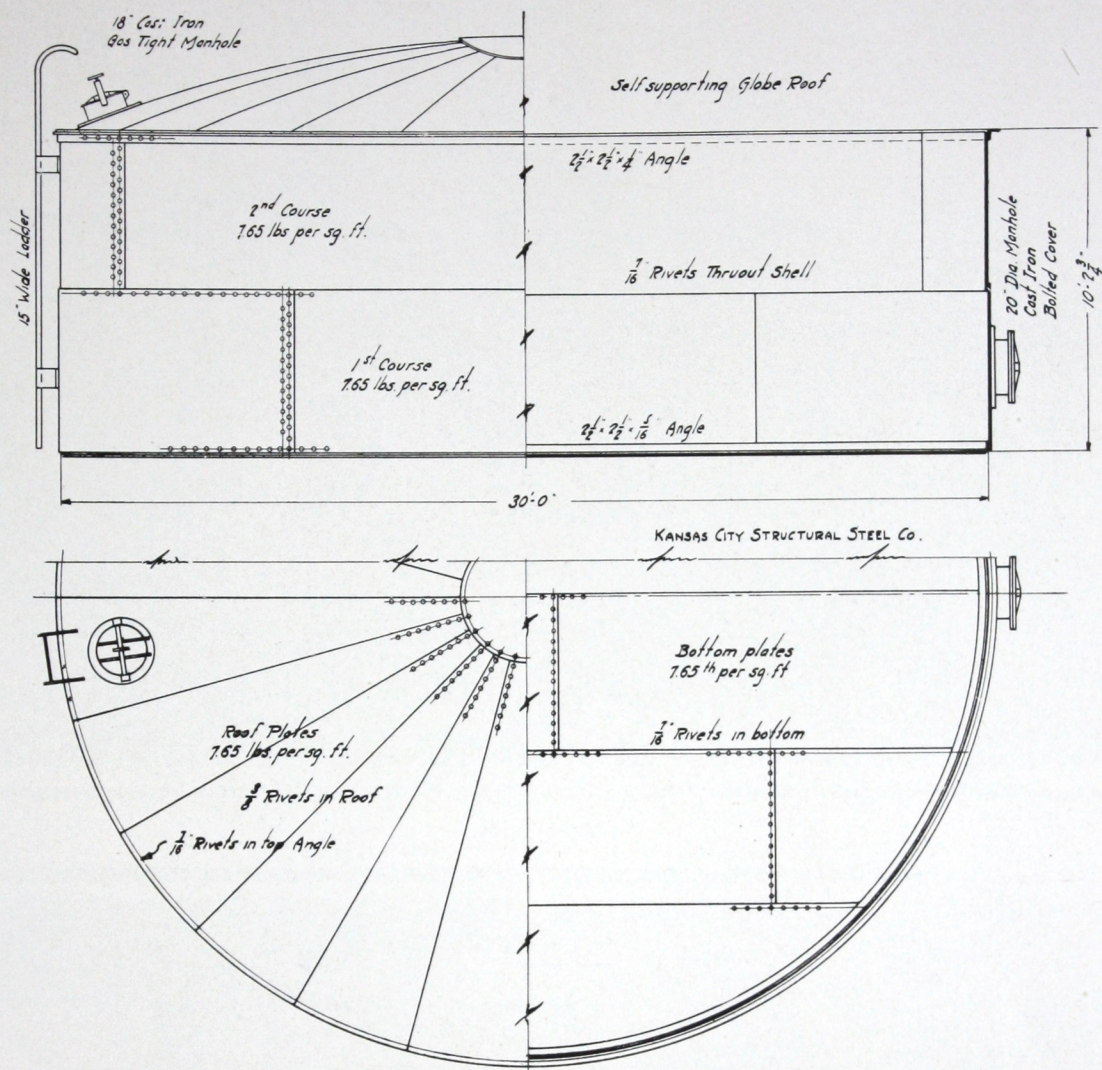 18" Cast Iron
Gas Tight Manhole
Self supporting Globe Roof
2½" × 2½" × ¼" Angle
2nd Course
7.65 lbs per sq. ft.
7/16" Rivets Thruout Shell
15" Wide Ladder
20" Dia. Manhole
Cast Iron
Bolted Cover
10'-2¾"
1st Course
7.65 lbs. per sq. ft.
2½" × 2½" × 5/16" Angle
30'-0"
KANSAS CITY STRUCTURAL STEEL CO.
Bottom plates
7.65 lb per sq. ft
7/16" Rivets in bottom
Roof Plates
7.65 lbs. per sq. ft.
3/8" Rivets in Roof
7/16" Rivets in top Angle